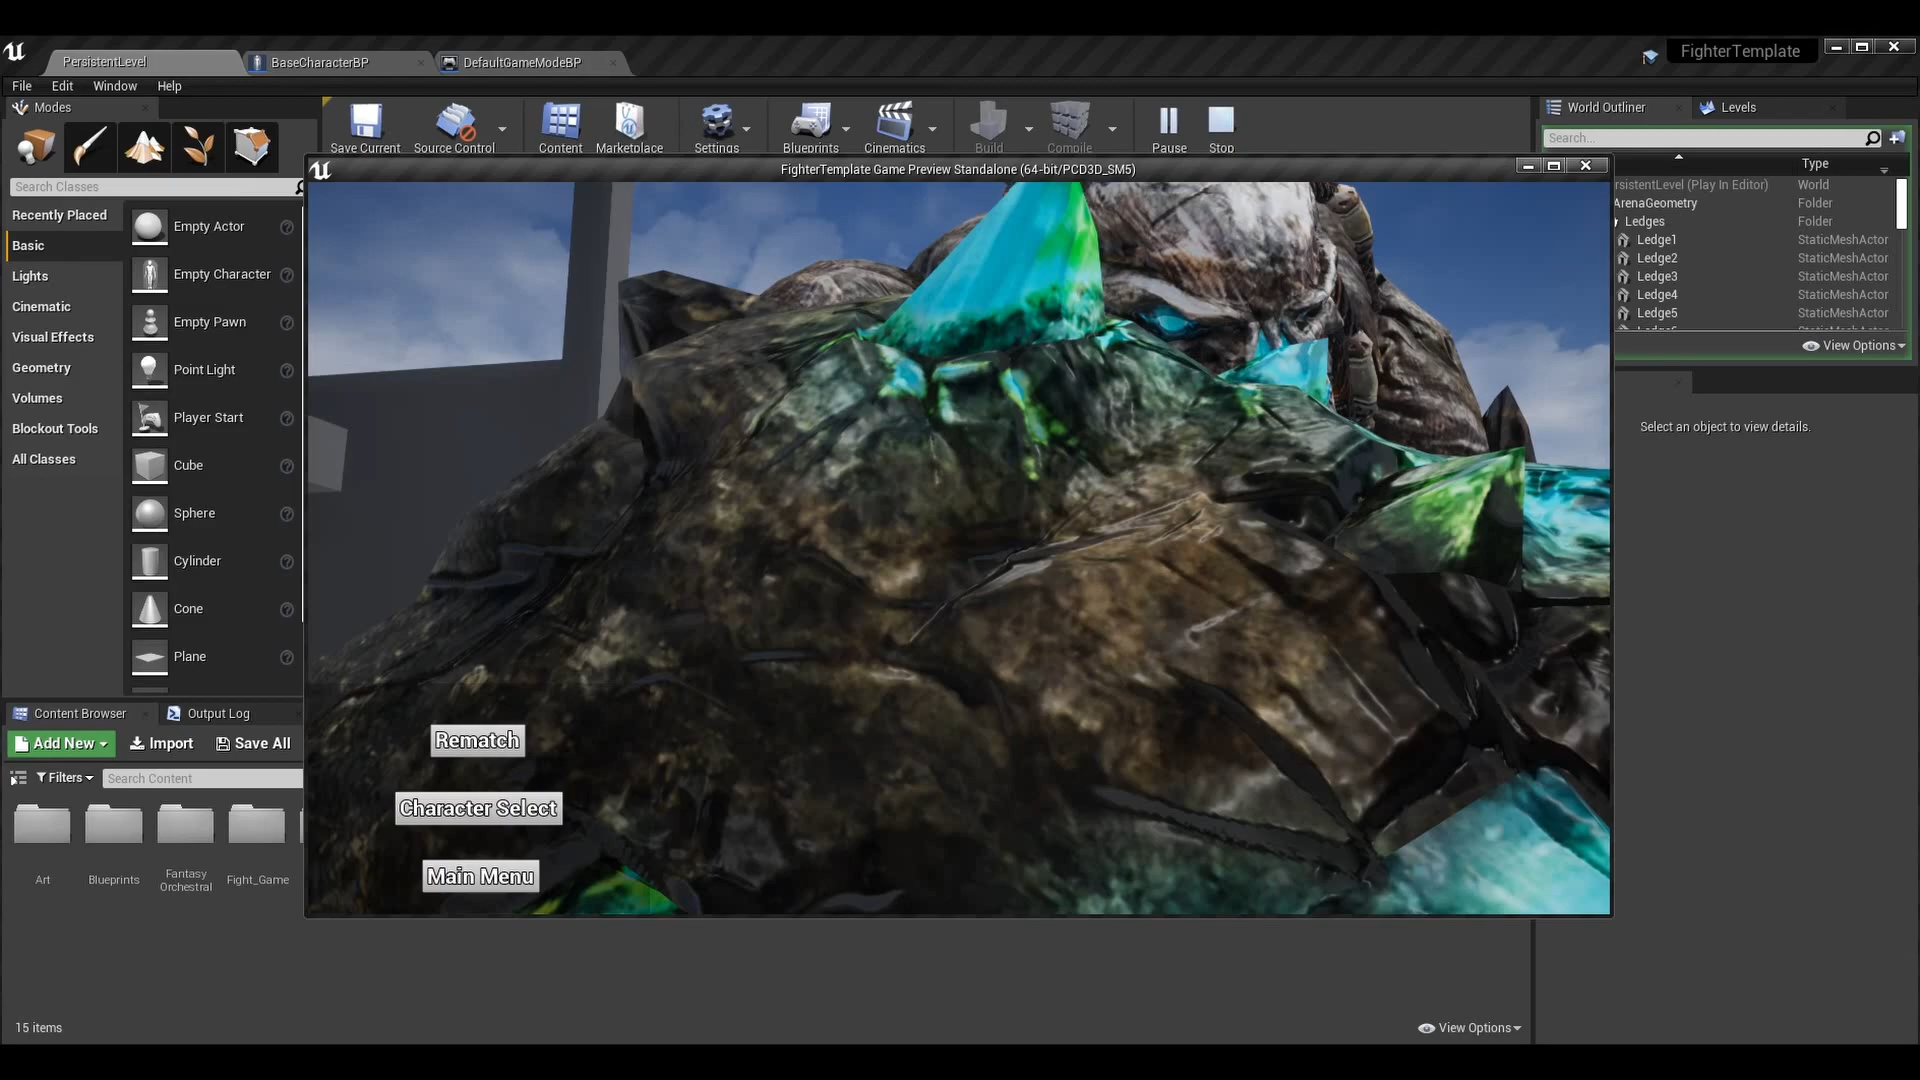 PersistentLevel
BaseCharacterBP
DefaultGameModeBP
FighterTemplate
File Edit Window Help
Modes
Save Current
Source Control
Content
Marketplace
Settings
Blueprints
Cinematics
Build
Compile
Pause
Stop
World Outliner
Levels
Search...
Search Classes
Recently Placed
Basic
Lights
Cinematic
Visual Effects
Geometry
Volumes
Blockout Tools
All Classes
Empty Actor
Empty Character
Empty Pawn
Point Light
Player Start
Cube
Sphere
Cylinder
Cone
Plane
FighterTemplate Game Preview Standalone (64-bit/PCD3D_SM5)
Rematch
Character Select
Main Menu
Type
rsistentLevel (Play In Editor) World
ArenaGeometry Folder
Ledges Folder
Ledge1 StaticMeshActor
Ledge2 StaticMeshActor
Ledge3 StaticMeshActor
Ledge4 StaticMeshActor
Ledge5 StaticMeshActor
View Options
Select an object to view details.
Content Browser
Output Log
Add New
Import
Save All
Filters
Search Content
Art
Blueprints
Fantasy
Orchestral
Fight_Game
15 items
View Options